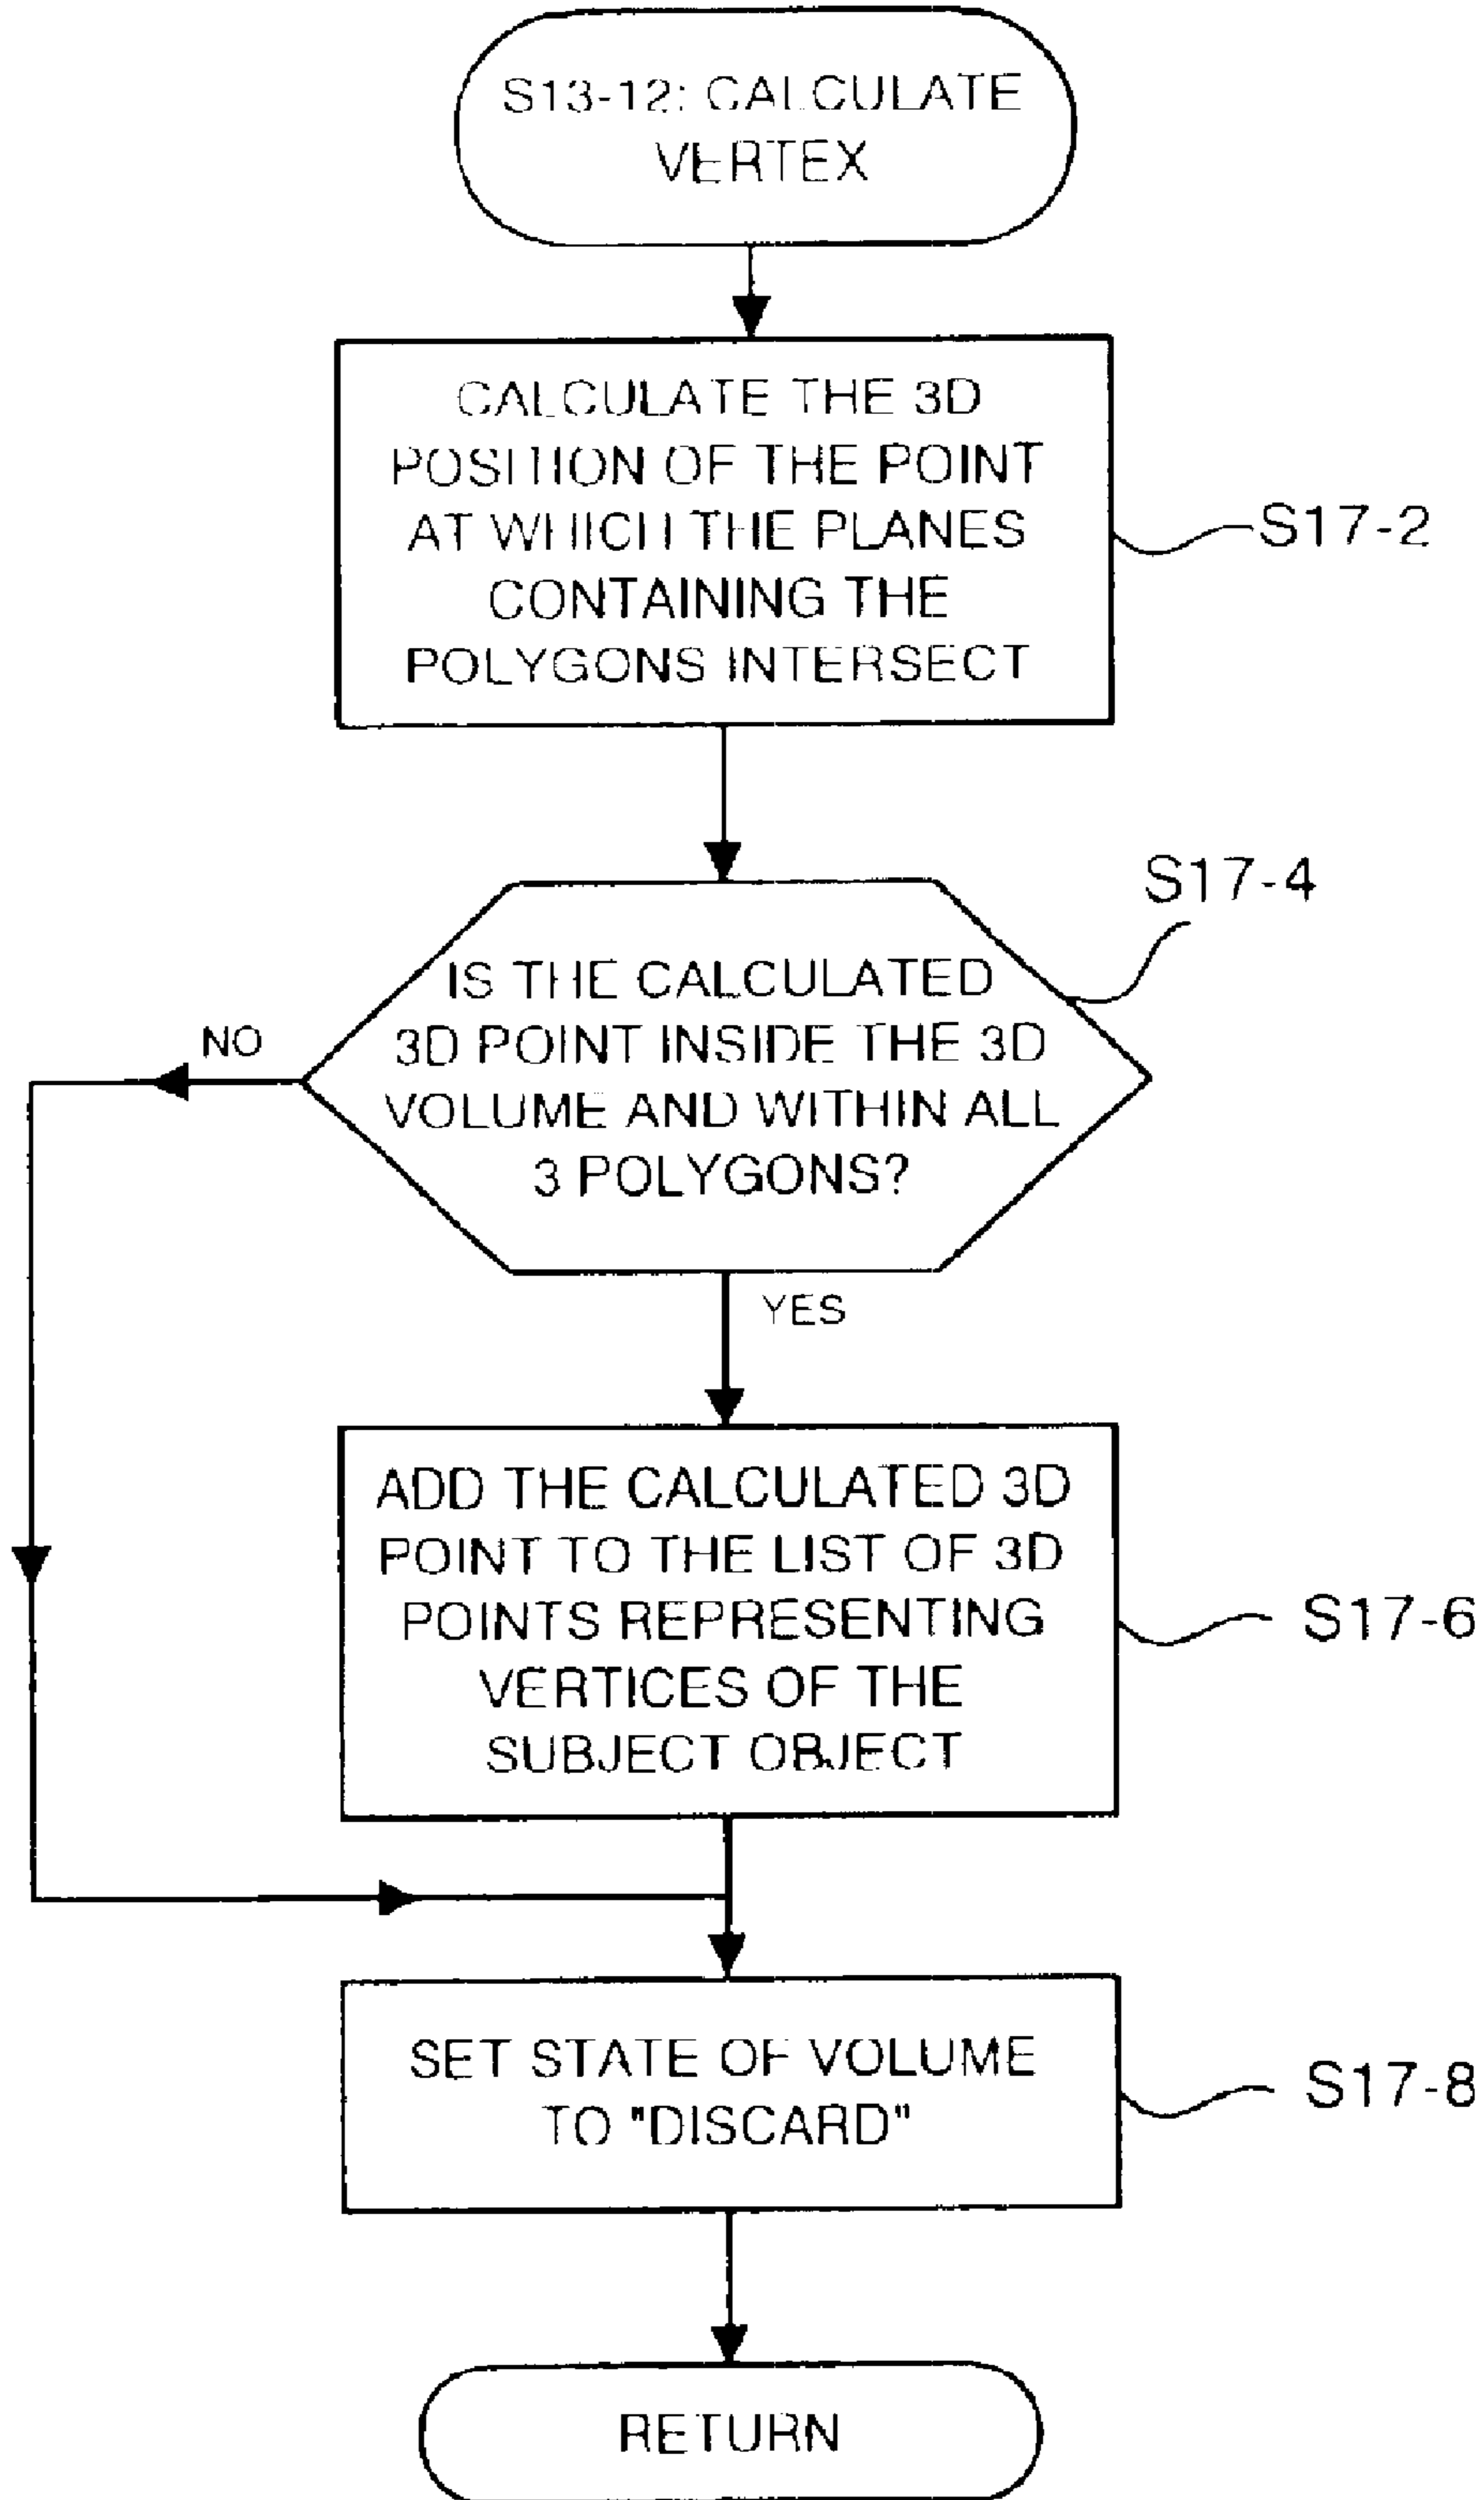 S13-12: CALCULATE
VERTEX
CALCULATE THE 3D
POSITION OF THE POINT
AT WHICH THE PLANES
CONTAINING THE
POLYGONS INTERSECT
S17-2
S17-4
IS THE CALCULATED
3D POINT INSIDE THE 3D
VOLUME AND WITHIN ALL
3 POLYGONS?
NO
YES
ADD THE CALCULATED 3D
POINT TO THE LIST OF 3D
POINTS REPRESENTING
VERTICES OF THE
SUBJECT OBJECT
S17-6
SET STATE OF VOLUME
TO "DISCARD"
S17-8
RETURN